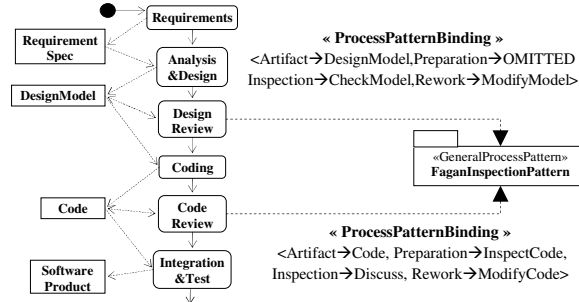 Requirements
« ProcessPatternBinding »
Requirement
Spec
<Artifact→DesignModel,Preparation→OMITTED
Analysis
&Design
Inspection→CheckModel,Rework→ModifyModel>
DesignModel
Design
Review
«GeneralProcessPattern»
FaganInspectionPattern
Coding
Code
Code
Review
« ProcessPatternBinding »
<Artifact→Code, Preparation→InspectCode,
Inspection→Discuss, Rework→ModifyCode>
Integration
&Test
Software
Product